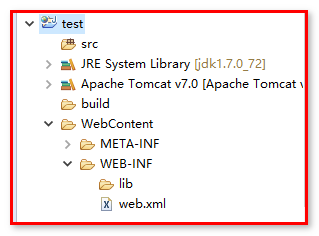 test
src
JRE System Library [jdk1.7.0_72]
Apache Tomcat v7.0 [Apache Tomcat v
build
WebContent
META-INF
WEB-INF
lib
web.xml